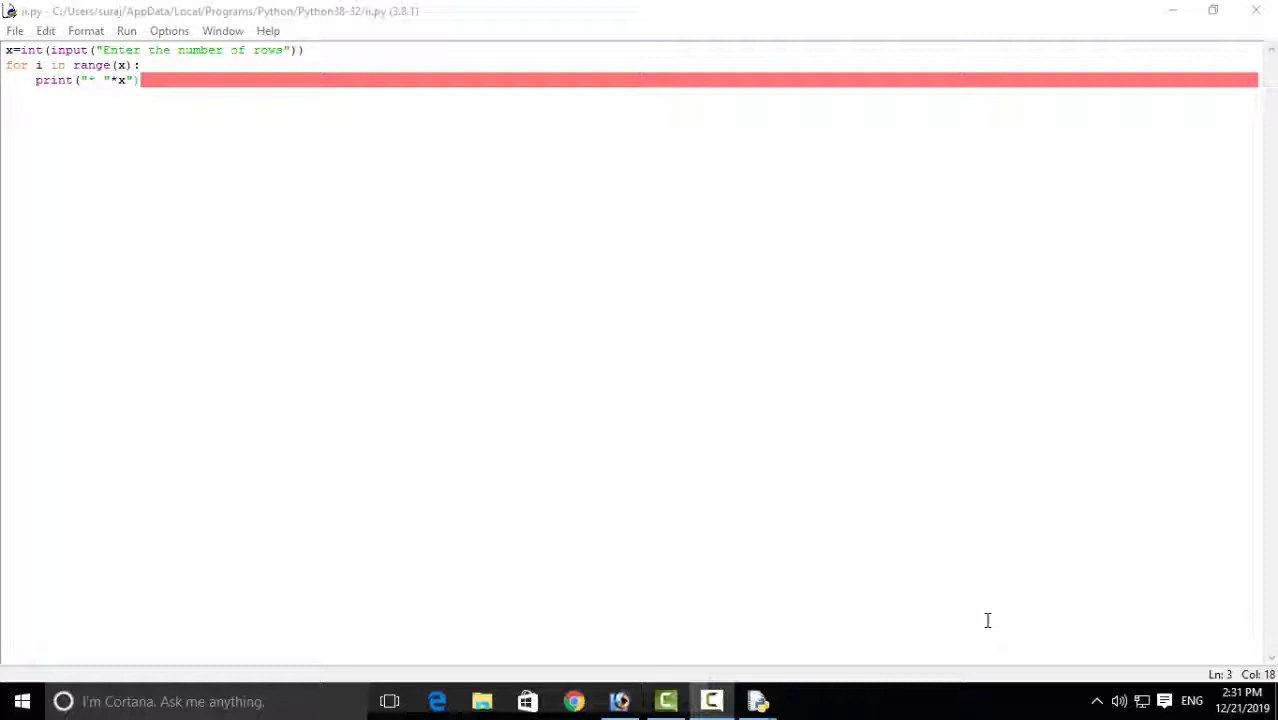 ii.py - C:/Users/suraj/AppData/Local/Programs/Python/Python38-32/ii.py (3.8.1)
File Edit Format Run Options Window Help
x=int(input("Enter the number of rows"))
for i in range(x):
    print("* "*x")
Ln: 3 Col: 18
I'm Cortana. Ask me anything.
ENG
2:31 PM
12/21/2019